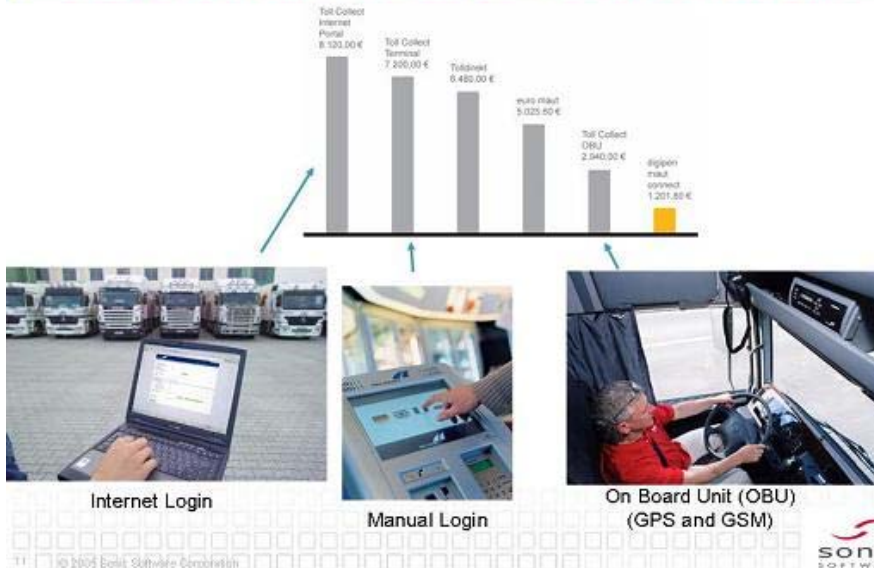 Toll Collect
Internet
Portal
8.120,00 €
Toll Collect
Terminal
7.200,00 €
Tolldirekt
6.480,00 €
euro maut
5.025,60 €
Toll Collect
OBU
2.940,00 €
digipen
maut
connect
1.201,80 €
Internet Login
Manual Login
On Board Unit (OBU)
(GPS and GSM)
11 © 2005 Sonic Software Corporation
son
SOFTW